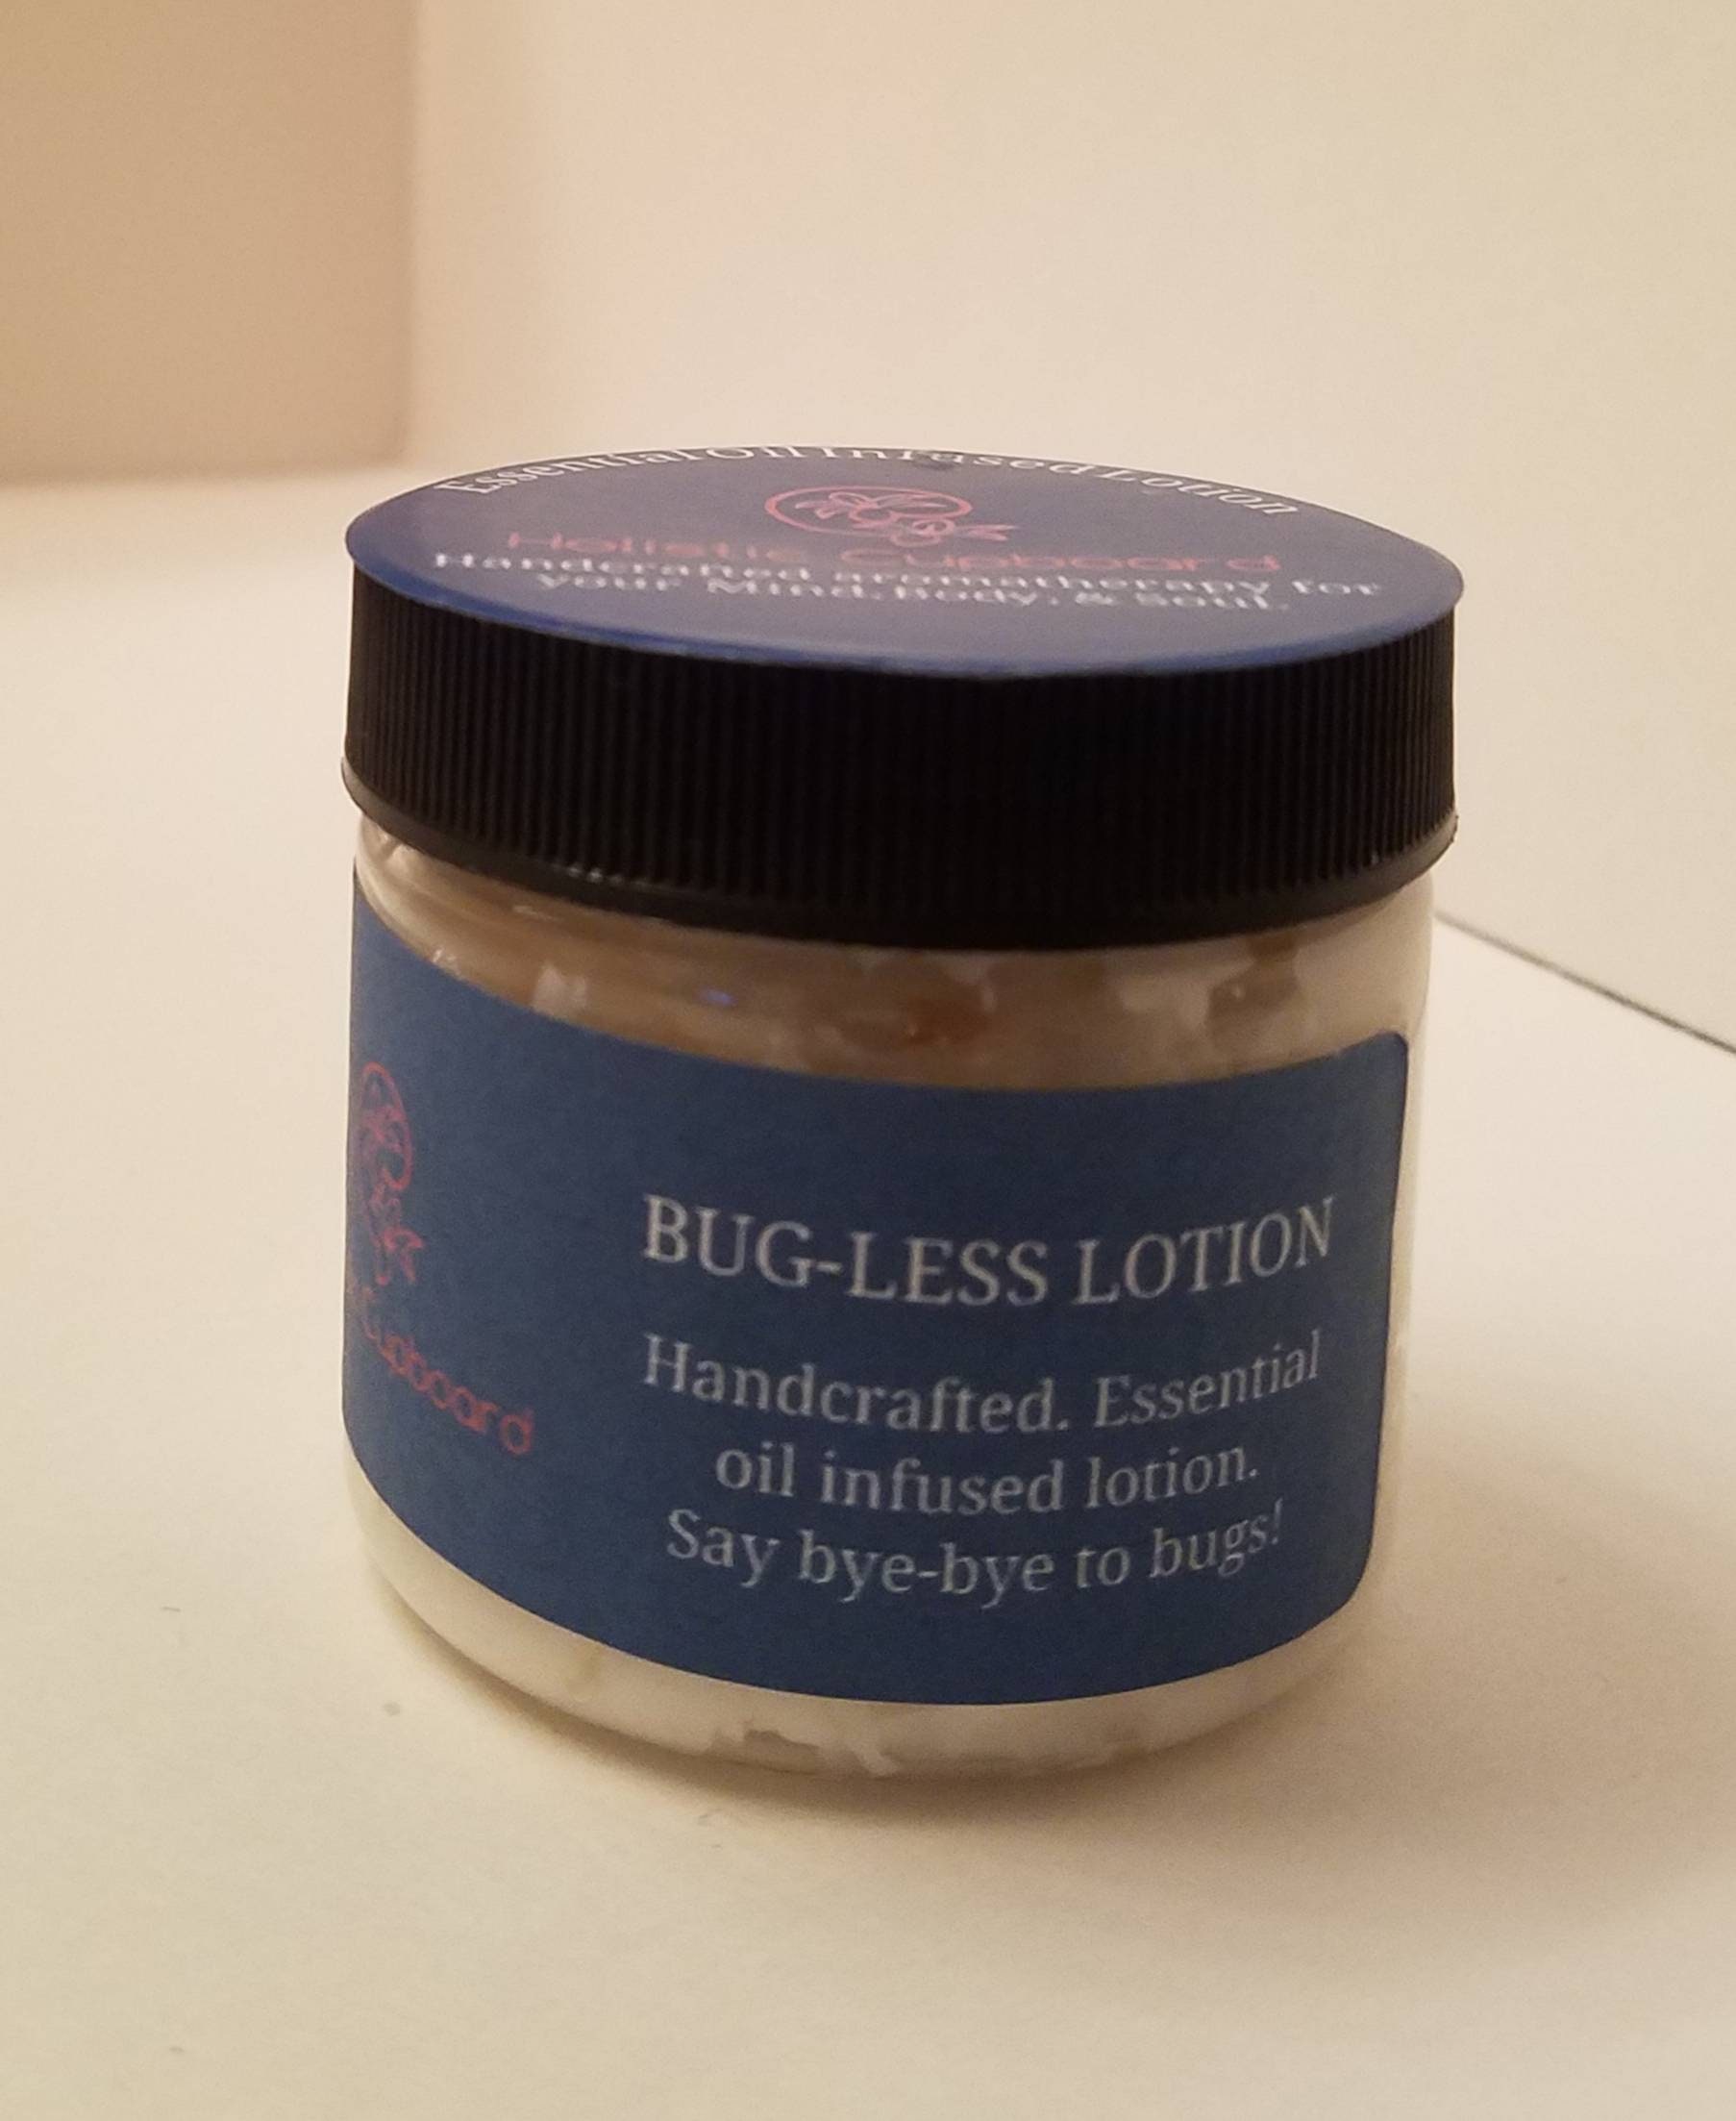 Essential Oil Infused Lotion
Holistic Cupboard
Handcrafted aromatherapy for
your Mind, Body, & Soul.
Cupboard
BUG-LESS LOTION
Handcrafted. Essential
oil infused lotion.
Say bye-bye to bugs!